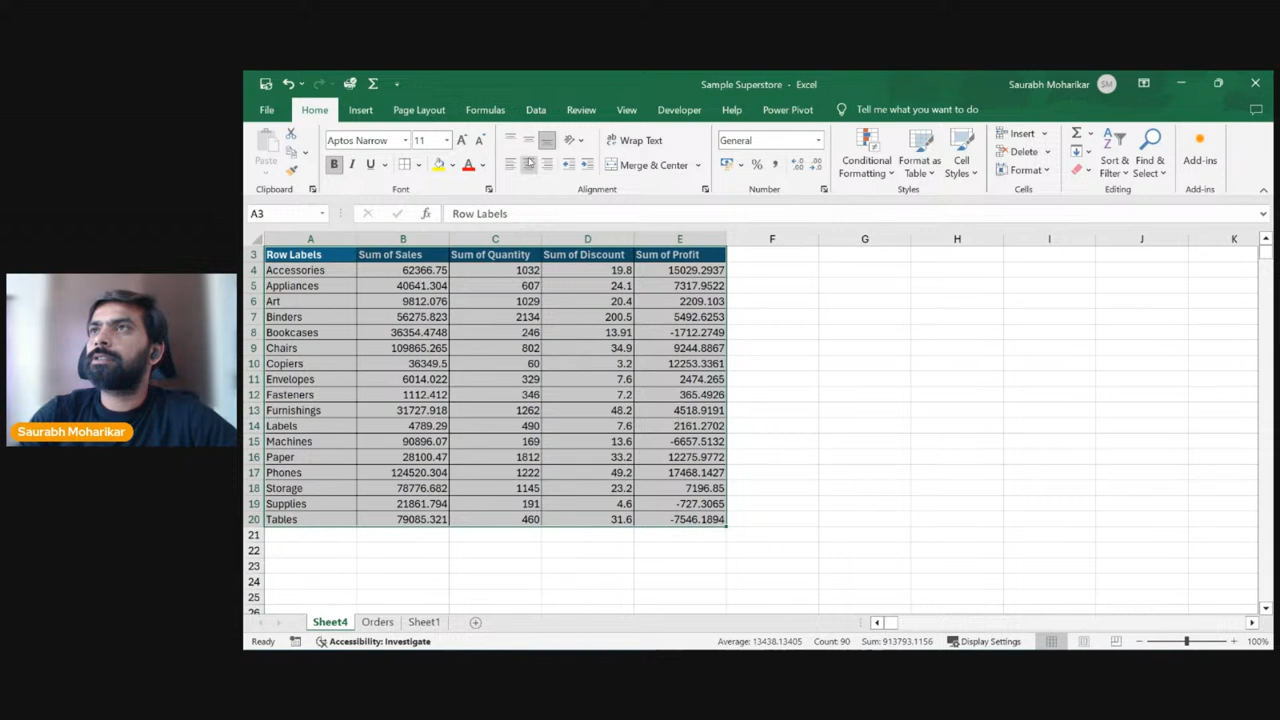 Sample Superstore - Excel
Saurabh Moharikar SM
File Home Insert Page Layout Formulas Data Review View Developer Help Power Pivot Tell me what you want to do
Paste
Aptos Narrow 11
B I U
Wrap Text
Merge & Center
General
Conditional Formatting
Format as Table
Cell Styles
Insert
Delete
Format
Sort & Filter
Find & Select
Add-ins
Clipboard Font Alignment Number Styles Cells Editing Add-ins
A3 fx Row Labels
A B C D E F G H I J K
3 Row Labels Sum of Sales Sum of Quantity Sum of Discount Sum of Profit
4 Accessories 62366.75 1032 19.8 15029.2937
5 Appliances 40641.304 607 24.1 7317.9522
6 Art 9812.076 1029 20.4 2209.103
7 Binders 56275.823 2134 200.5 5492.6253
8 Bookcases 36354.4748 246 13.91 -1712.2749
9 Chairs 109865.265 802 34.9 9244.8867
10 Copiers 36349.5 60 3.2 12253.3361
11 Envelopes 6014.022 329 7.6 2474.265
12 Fasteners 1112.412 346 7.2 365.4926
13 Furnishings 31727.918 1262 48.2 4518.9191
14 Labels 4789.29 490 7.6 2161.2702
15 Machines 90896.07 169 13.6 -6657.5132
16 Paper 28100.47 1812 33.2 12275.9772
17 Phones 124520.304 1222 49.2 17468.1427
18 Storage 78776.682 1145 23.2 7196.85
19 Supplies 21861.794 191 4.6 -727.3065
20 Tables 79085.321 460 31.6 -7546.1894
21
22
23
24
25
26
Saurabh Moharikar
Sheet4 Orders Sheet1
Ready Accessibility: Investigate Average: 13438.13405 Count: 90 Sum: 913793.1156 Display Settings 100%